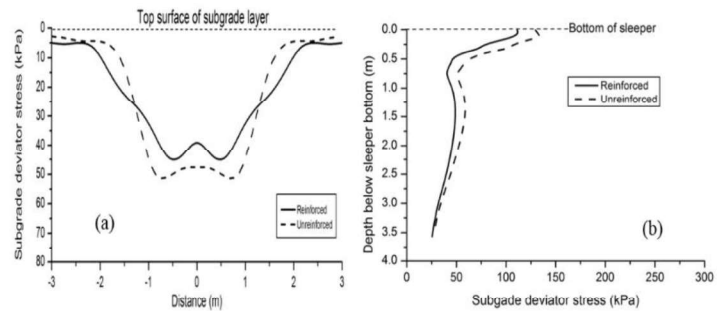 Top surface of subgrade layer
Subgrade deviator stress (kPa)
0
10
20
30
40
50
60
70
80
(a)
Reinforced
Unreinforced
-3
-2
-1
0
1
2
3
Distance (m)
(b)
Bottom of sleeper
Depth below sleeper bottom (m)
0.0
0.5
1.0
1.5
2.0
2.5
3.0
3.5
4.0
Reinforced
Unreinforced
(b)
0
50
100
150
200
250
300
Subgade deviator stress (kPa)